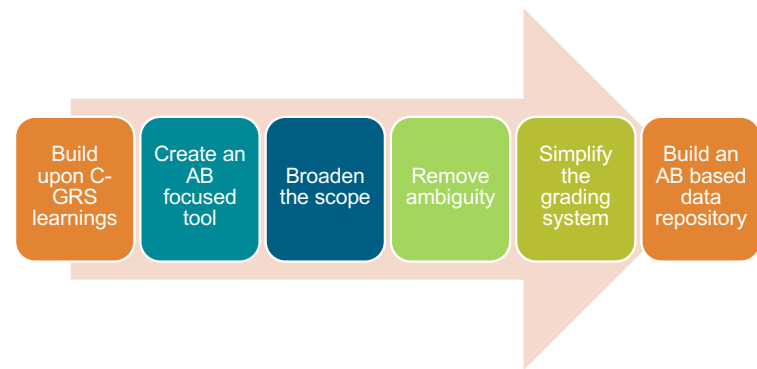 Build
upon C-
GRS
learnings
Create an
AB
focused
tool
Broaden
the scope
Remove
ambiguity
Simplify
the
grading
system
Build an
AB based
data
repository